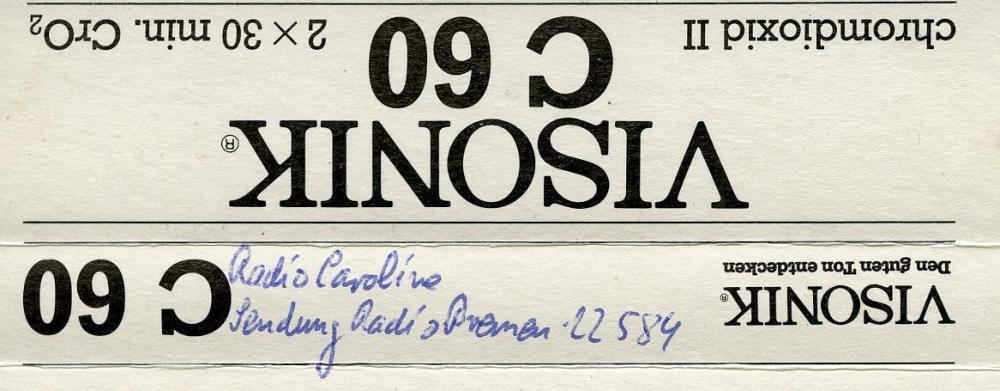 chromdioxid II
2 × 30 min. CrO₂
C 60
VISONIK®
Radio Caroline
Sendung Radio Bremen 22 5 84
C 60
VISONIK®
Den guten Ton entdecken